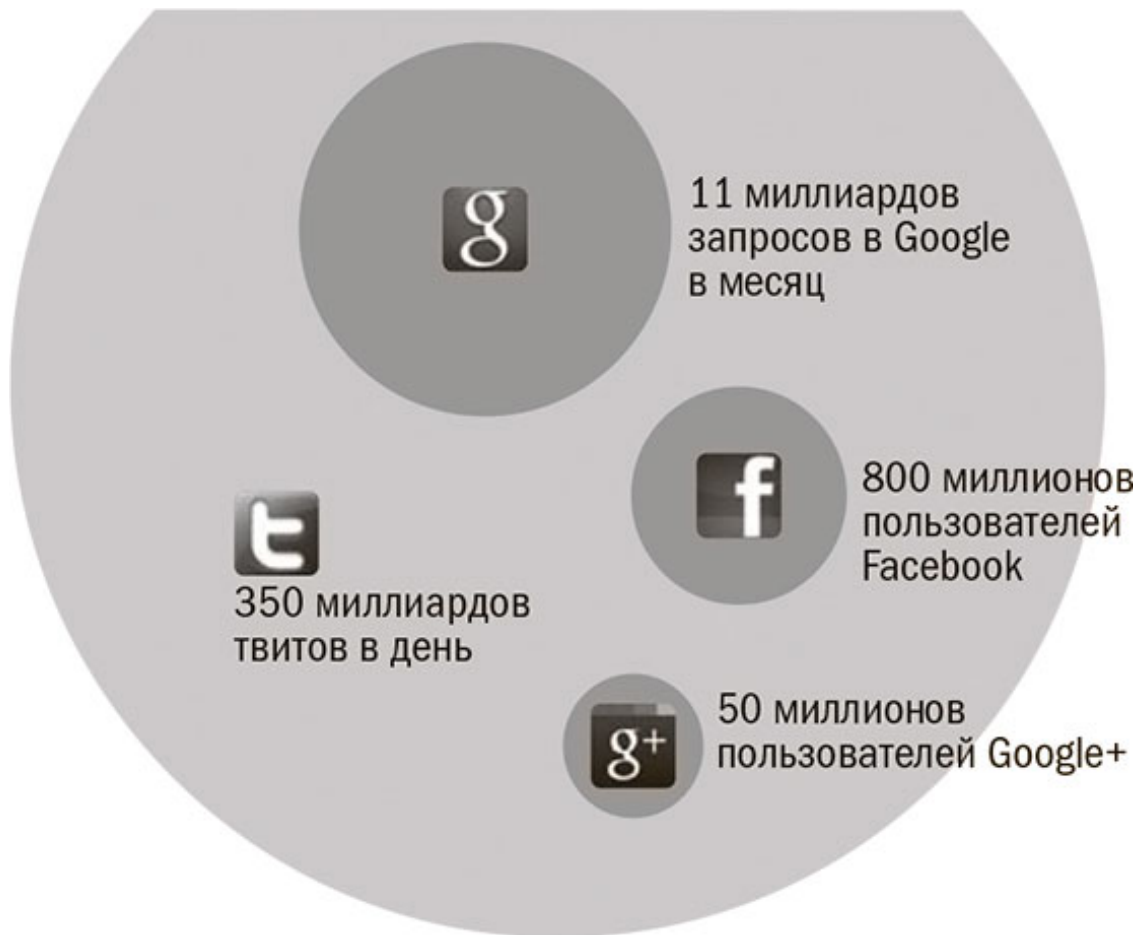 g
11 миллиардов
запросов в Google
в месяц
f
800 миллионов
пользователей
Facebook
t
350 миллиардов
твитов в день
g+
50 миллионов
пользователей Google+